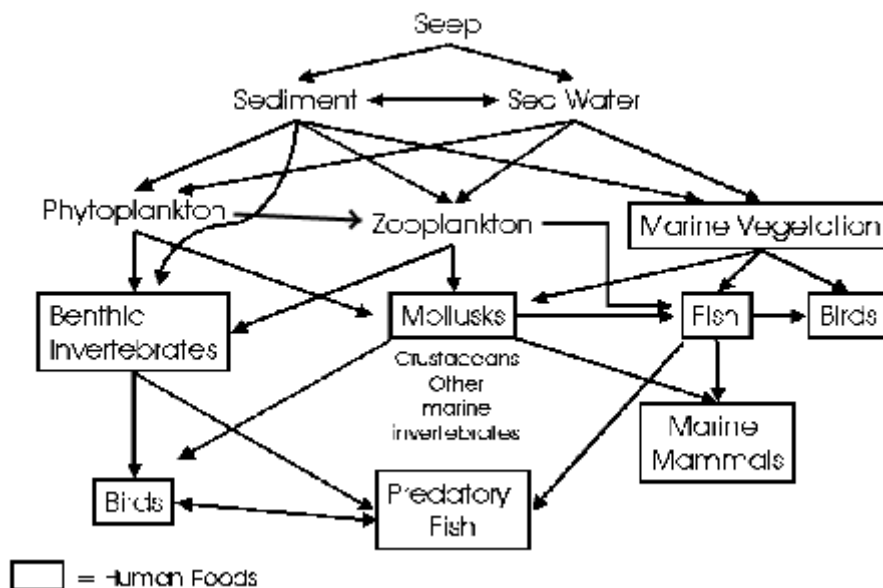 Seep
Sediment
Sea Water
Phytoplankton
Zooplankton
Marine Vegetation
Benthic
Invertebrates
Mollusks
Fish
Birds
Crustaceans
Other
marine
invertebrates
Marine
Mammals
Birds
Predatory
Fish
= Human Foods